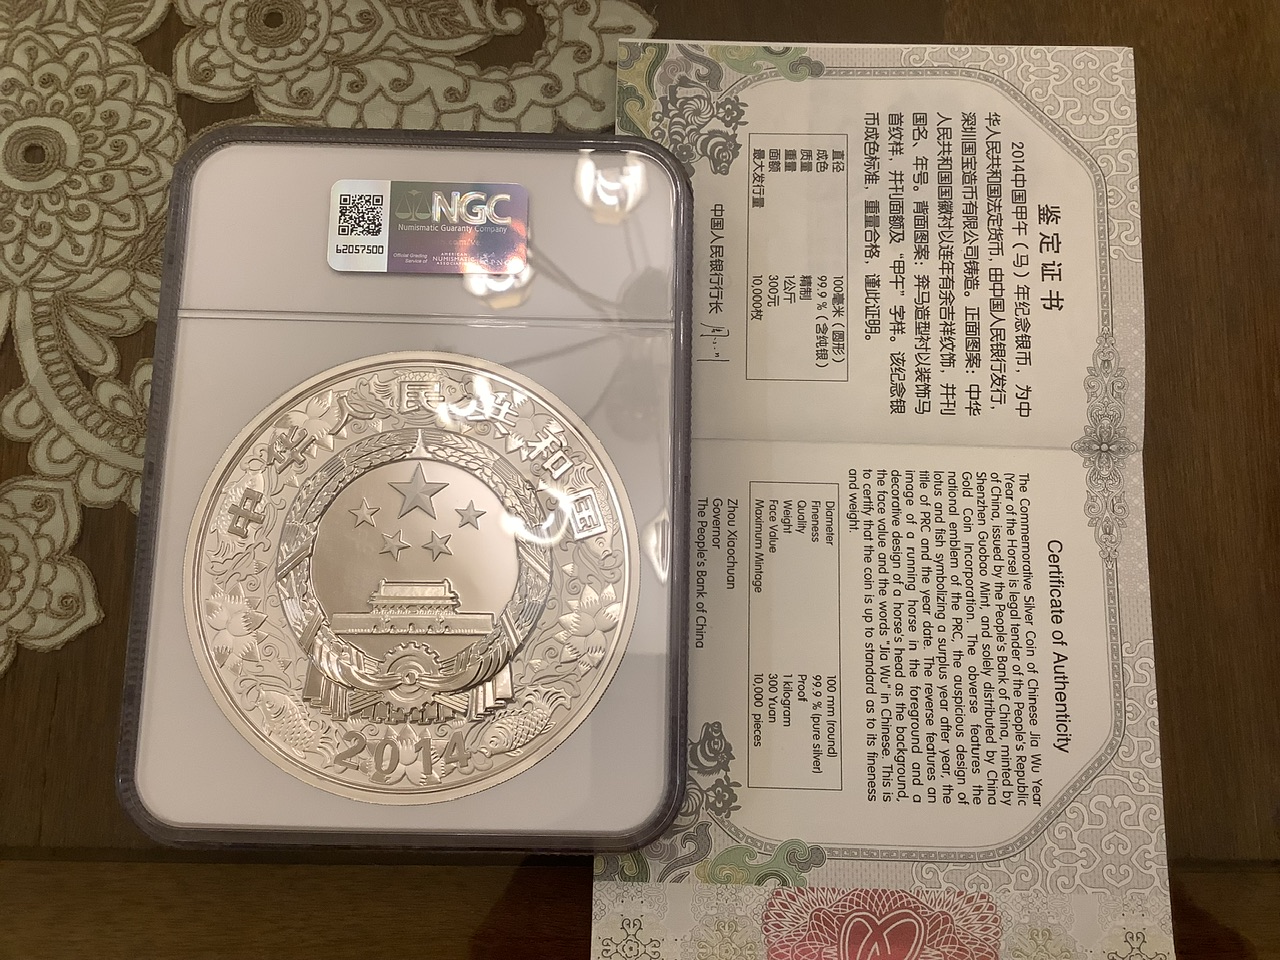 NGC
Numismatic Guaranty Company
Official Grading
Service of
AMERICAN
NUMISMATIC
ASSOCIATION
62057500
中华人民共和国
2014
鉴定证书
2014中国甲午（马）年纪念银币，为中
华人民共和国法定货币，由中国人民银行发行，
深圳国宝造币有限公司铸造。正面图案：中华
人民共和国国徽衬以连年有余吉祥纹饰，并刊
国名、年号。背面图案：奔马造型衬以装饰马
首纹样，并刊面额及“甲午”字样。该纪念银
币成色标准，重量合格，谨此证明。
直径 100毫米（圆形）
成色 99.9%（含纯银）
质量 精制
重量 1公斤
面额 300元
最大发行量 10,000枚
中国人民银行行长
Certificate of Authenticity
The Commemorative Silver Coin of Chinese Jia Wu Year
(Year of the Horse) is legal tender of the People's Republic
of China, issued by the People's Bank of China, minted by
Shenzhen Guobao Mint, and solely distributed by China
Gold Coin Incorporation. The obverse features the
national emblem of the PRC, the auspicious design of
lotus and fish symbolizing a surplus year after year, the
title of PRC and the year date. The reverse features an
image of a running horse in the foreground and a
decorative design of a horse's head as the background,
the face value and the words "Jia Wu" in Chinese. This is
to certify that the coin is up to standard as to its fineness
and weight.
Diameter 100 mm (round)
Fineness 99.9 % (pure silver)
Quality Proof
Weight 1 kilogram
Face Value 300 Yuan
Maximum Mintage 10,000 pieces
Zhou Xiaochuan
Governor
The People's Bank of China